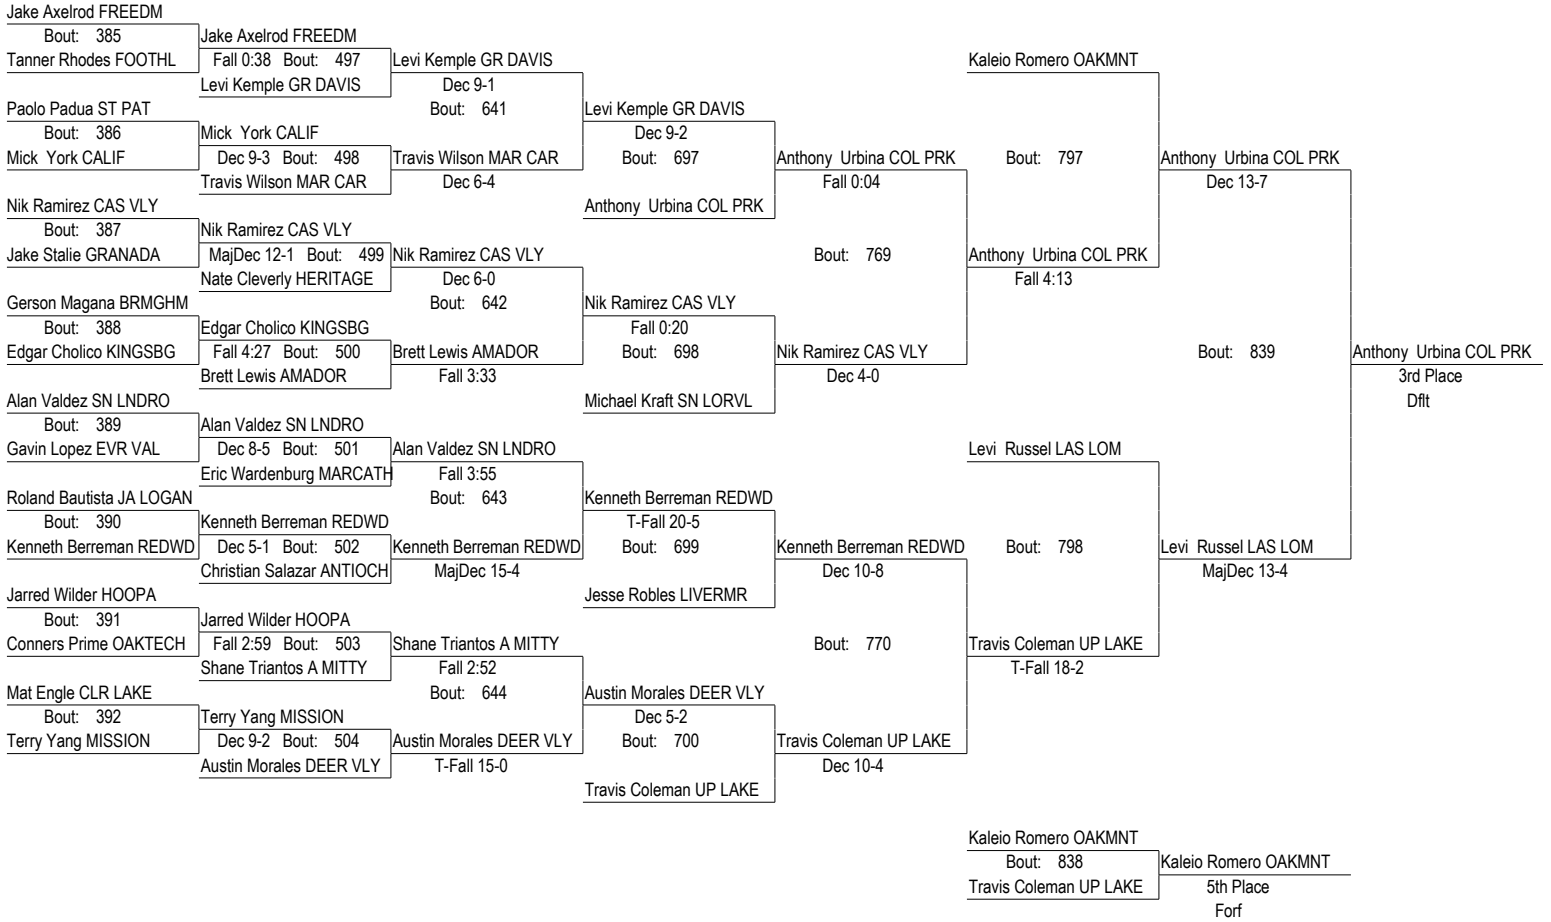 Jake Axelrod FREEDM
Bout: 385
Tanner Rhodes FOOTHL
Paolo Padua ST PAT
Bout: 386
Mick York CALIF
Nik Ramirez CAS VLY
Bout: 387
Jake Stalie GRANADA
Gerson Magana BRMGHM
Bout: 388
Edgar Cholico KINGSBG
Alan Valdez SN LNDRO
Bout: 389
Gavin Lopez EVR VAL
Roland Bautista JA LOGAN
Bout: 390
Kenneth Berreman REDWD
Jarred Wilder HOOPA
Bout: 391
Conners Prime OAKTECH
Mat Engle CLR LAKE
Bout: 392
Terry Yang MISSION
Jake Axelrod FREEDM
Fall 0:38 Bout: 497
Levi Kemple GR DAVIS
Mick York CALIF
Dec 9-3 Bout: 498
Travis Wilson MAR CAR
Nik Ramirez CAS VLY
MajDec 12-1 Bout: 499
Nate Cleverly HERITAGE
Edgar Cholico KINGSBG
Fall 4:27 Bout: 500
Brett Lewis AMADOR
Alan Valdez SN LNDRO
Dec 8-5 Bout: 501
Eric Wardenburg MARCATH
Kenneth Berreman REDWD
Dec 5-1 Bout: 502
Christian Salazar ANTIOCH
Jarred Wilder HOOPA
Fall 2:59 Bout: 503
Shane Triantos A MITTY
Terry Yang MISSION
Dec 9-2 Bout: 504
Austin Morales DEER VLY
Levi Kemple GR DAVIS
Dec 9-1
Bout: 641
Travis Wilson MAR CAR
Dec 6-4
Nik Ramirez CAS VLY
Dec 6-0
Bout: 642
Brett Lewis AMADOR
Fall 3:33
Alan Valdez SN LNDRO
Fall 3:55
Bout: 643
Kenneth Berreman REDWD
MajDec 15-4
Shane Triantos A MITTY
Fall 2:52
Bout: 644
Austin Morales DEER VLY
T-Fall 15-0
Levi Kemple GR DAVIS
Dec 9-2
Bout: 697
Anthony Urbina COL PRK
Nik Ramirez CAS VLY
Fall 0:20
Bout: 698
Michael Kraft SN LORVL
Kenneth Berreman REDWD
T-Fall 20-5
Bout: 699
Jesse Robles LIVERMR
Austin Morales DEER VLY
Dec 5-2
Bout: 700
Travis Coleman UP LAKE
Anthony Urbina COL PRK
Fall 0:04
Bout: 769
Nik Ramirez CAS VLY
Dec 4-0
Kenneth Berreman REDWD
Dec 10-8
Bout: 770
Travis Coleman UP LAKE
Dec 10-4
Kaleio Romero OAKMNT
Bout: 797
Anthony Urbina COL PRK
Fall 4:13
Levi Russel LAS LOM
Bout: 798
Travis Coleman UP LAKE
T-Fall 18-2
Anthony Urbina COL PRK
Dec 13-7
Bout: 839
Levi Russel LAS LOM
MajDec 13-4
Anthony Urbina COL PRK
3rd Place
Dflt
Kaleio Romero OAKMNT
Bout: 838
Travis Coleman UP LAKE
Kaleio Romero OAKMNT
5th Place
Forf